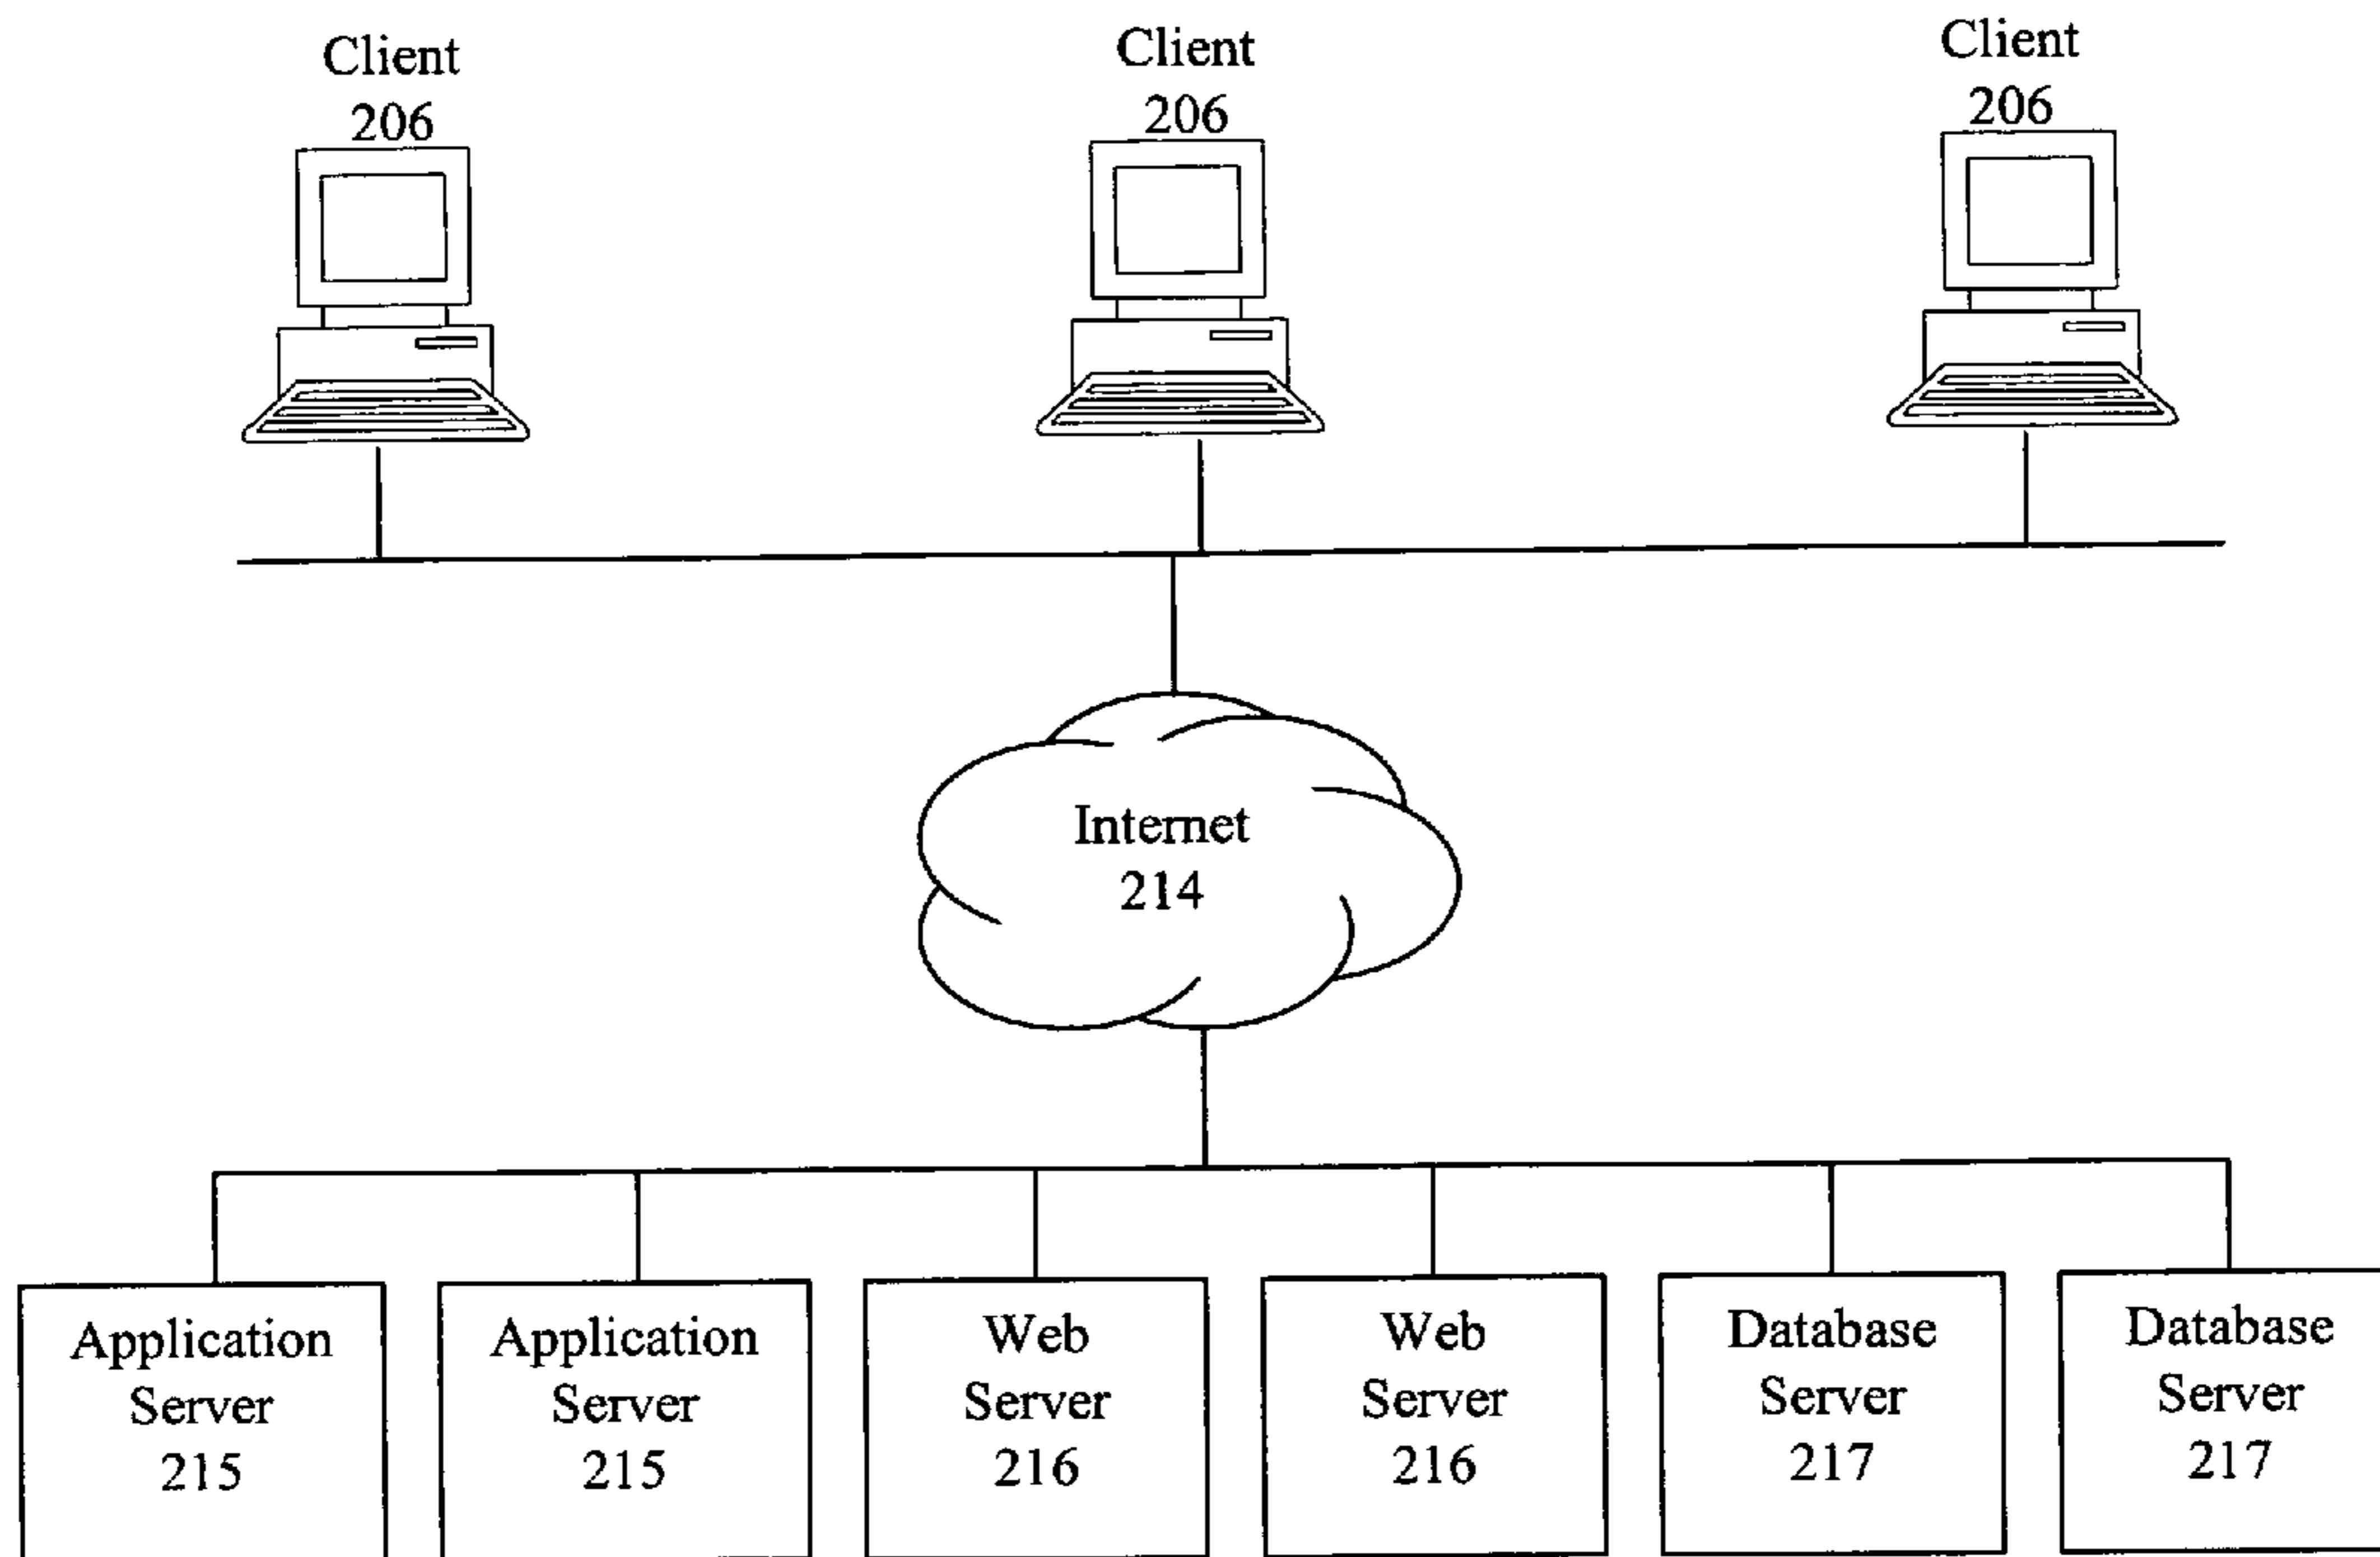 Client
206
Client
206
Client
206
Internet
214
Application
Server
215
Application
Server
215
Web
Server
216
Web
Server
216
Database
Server
217
Database
Server
217